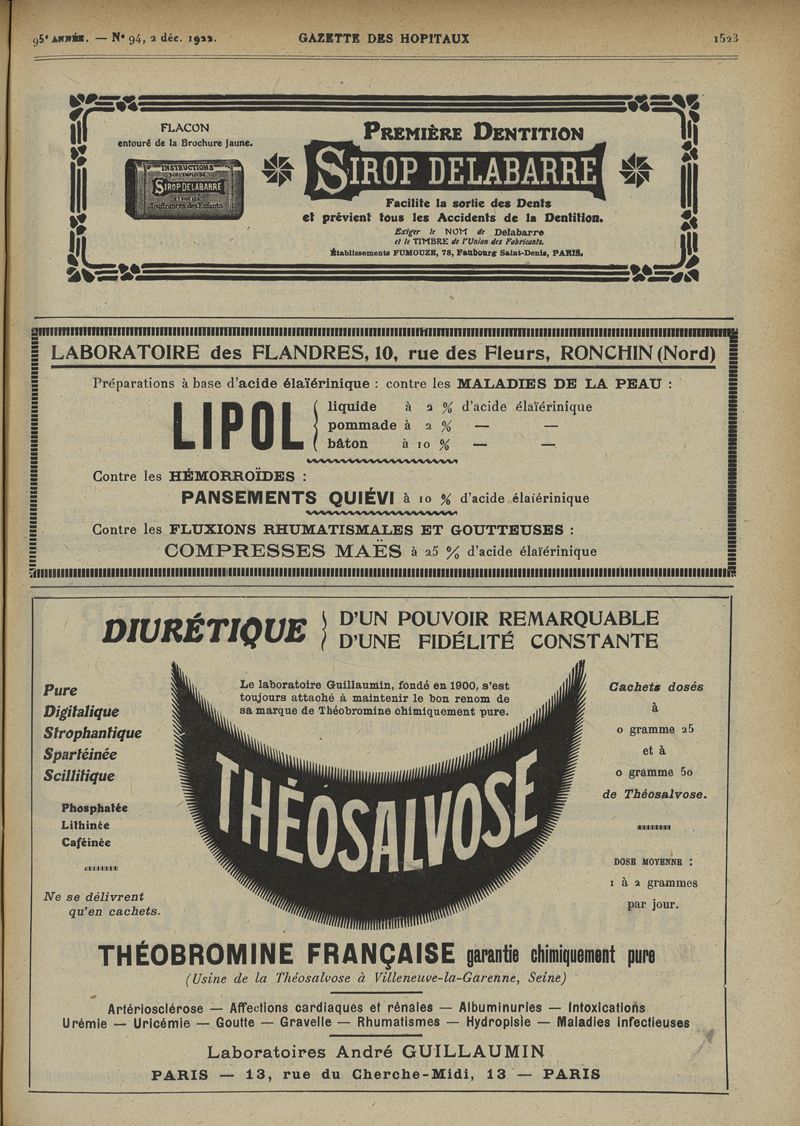 95ᵉ ANNÉE. — Nº 94, 2 déc. 1922. GAZETTE DES HOPITAUX 1523
FLACON
entouré de la Brochure jaune.
INSTRUCTIONS
SUR L'EMPLOI DU
SIROP DELABARRE
Souffrances des Enfants
PREMIÈRE DENTITION
SIROP DELABARRE
Facilite la sortie des Dents
et prévient tous les Accidents de la Dentition.
Exiger le NOM de Delabarre
et le TIMBRE de l'Union des Fabricants.
Établissements FUMOUZE, 78, Faubourg Saint-Denis, PARIS.
LABORATOIRE des FLANDRES, 10, rue des Fleurs, RONCHIN (Nord)
Préparations à base d'acide élaïérinique : contre les MALADIES DE LA PEAU :
LIPOL
liquide à 2 % d'acide élaïérinique
pommade à 2 % — —
bâton à 10 % — —
Contre les HÉMORROÏDES :
PANSEMENTS QUIÉVI à 10 % d'acide élaïérinique
Contre les FLUXIONS RHUMATISMALES ET GOUTTEUSES :
COMPRESSES MAËS à 25 % d'acide élaïérinique
DIURÉTIQUE
D'UN POUVOIR REMARQUABLE
D'UNE FIDÉLITÉ CONSTANTE
Le laboratoire Guillaumin, fondé en 1900, s'est
toujours attaché à maintenir le bon renom de
sa marque de Théobromine chimiquement pure.
Pure
Digitalique
Strophantique
Spartéinée
Scillitique
Phosphatée
Lithinée
Caféinée
Ne se délivrent
qu'en cachets.
THÉOSALVOSE
Cachets dosés
à
0 gramme 25
et à
0 gramme 50
de Théosalvose.
DOSE MOYENNE :
1 à 2 grammes
par jour.
THÉOBROMINE FRANÇAISE garantie chimiquement pure
(Usine de la Théosalvose à Villeneuve-la-Garenne, Seine)
Artériosclérose — Affections cardiaques et rénales — Albuminuries — Intoxications
Urémie — Uricémie — Goutte — Gravelle — Rhumatismes — Hydropisie — Maladies infectieuses
Laboratoires André GUILLAUMIN
PARIS — 13, rue du Cherche-Midi, 13 — PARIS